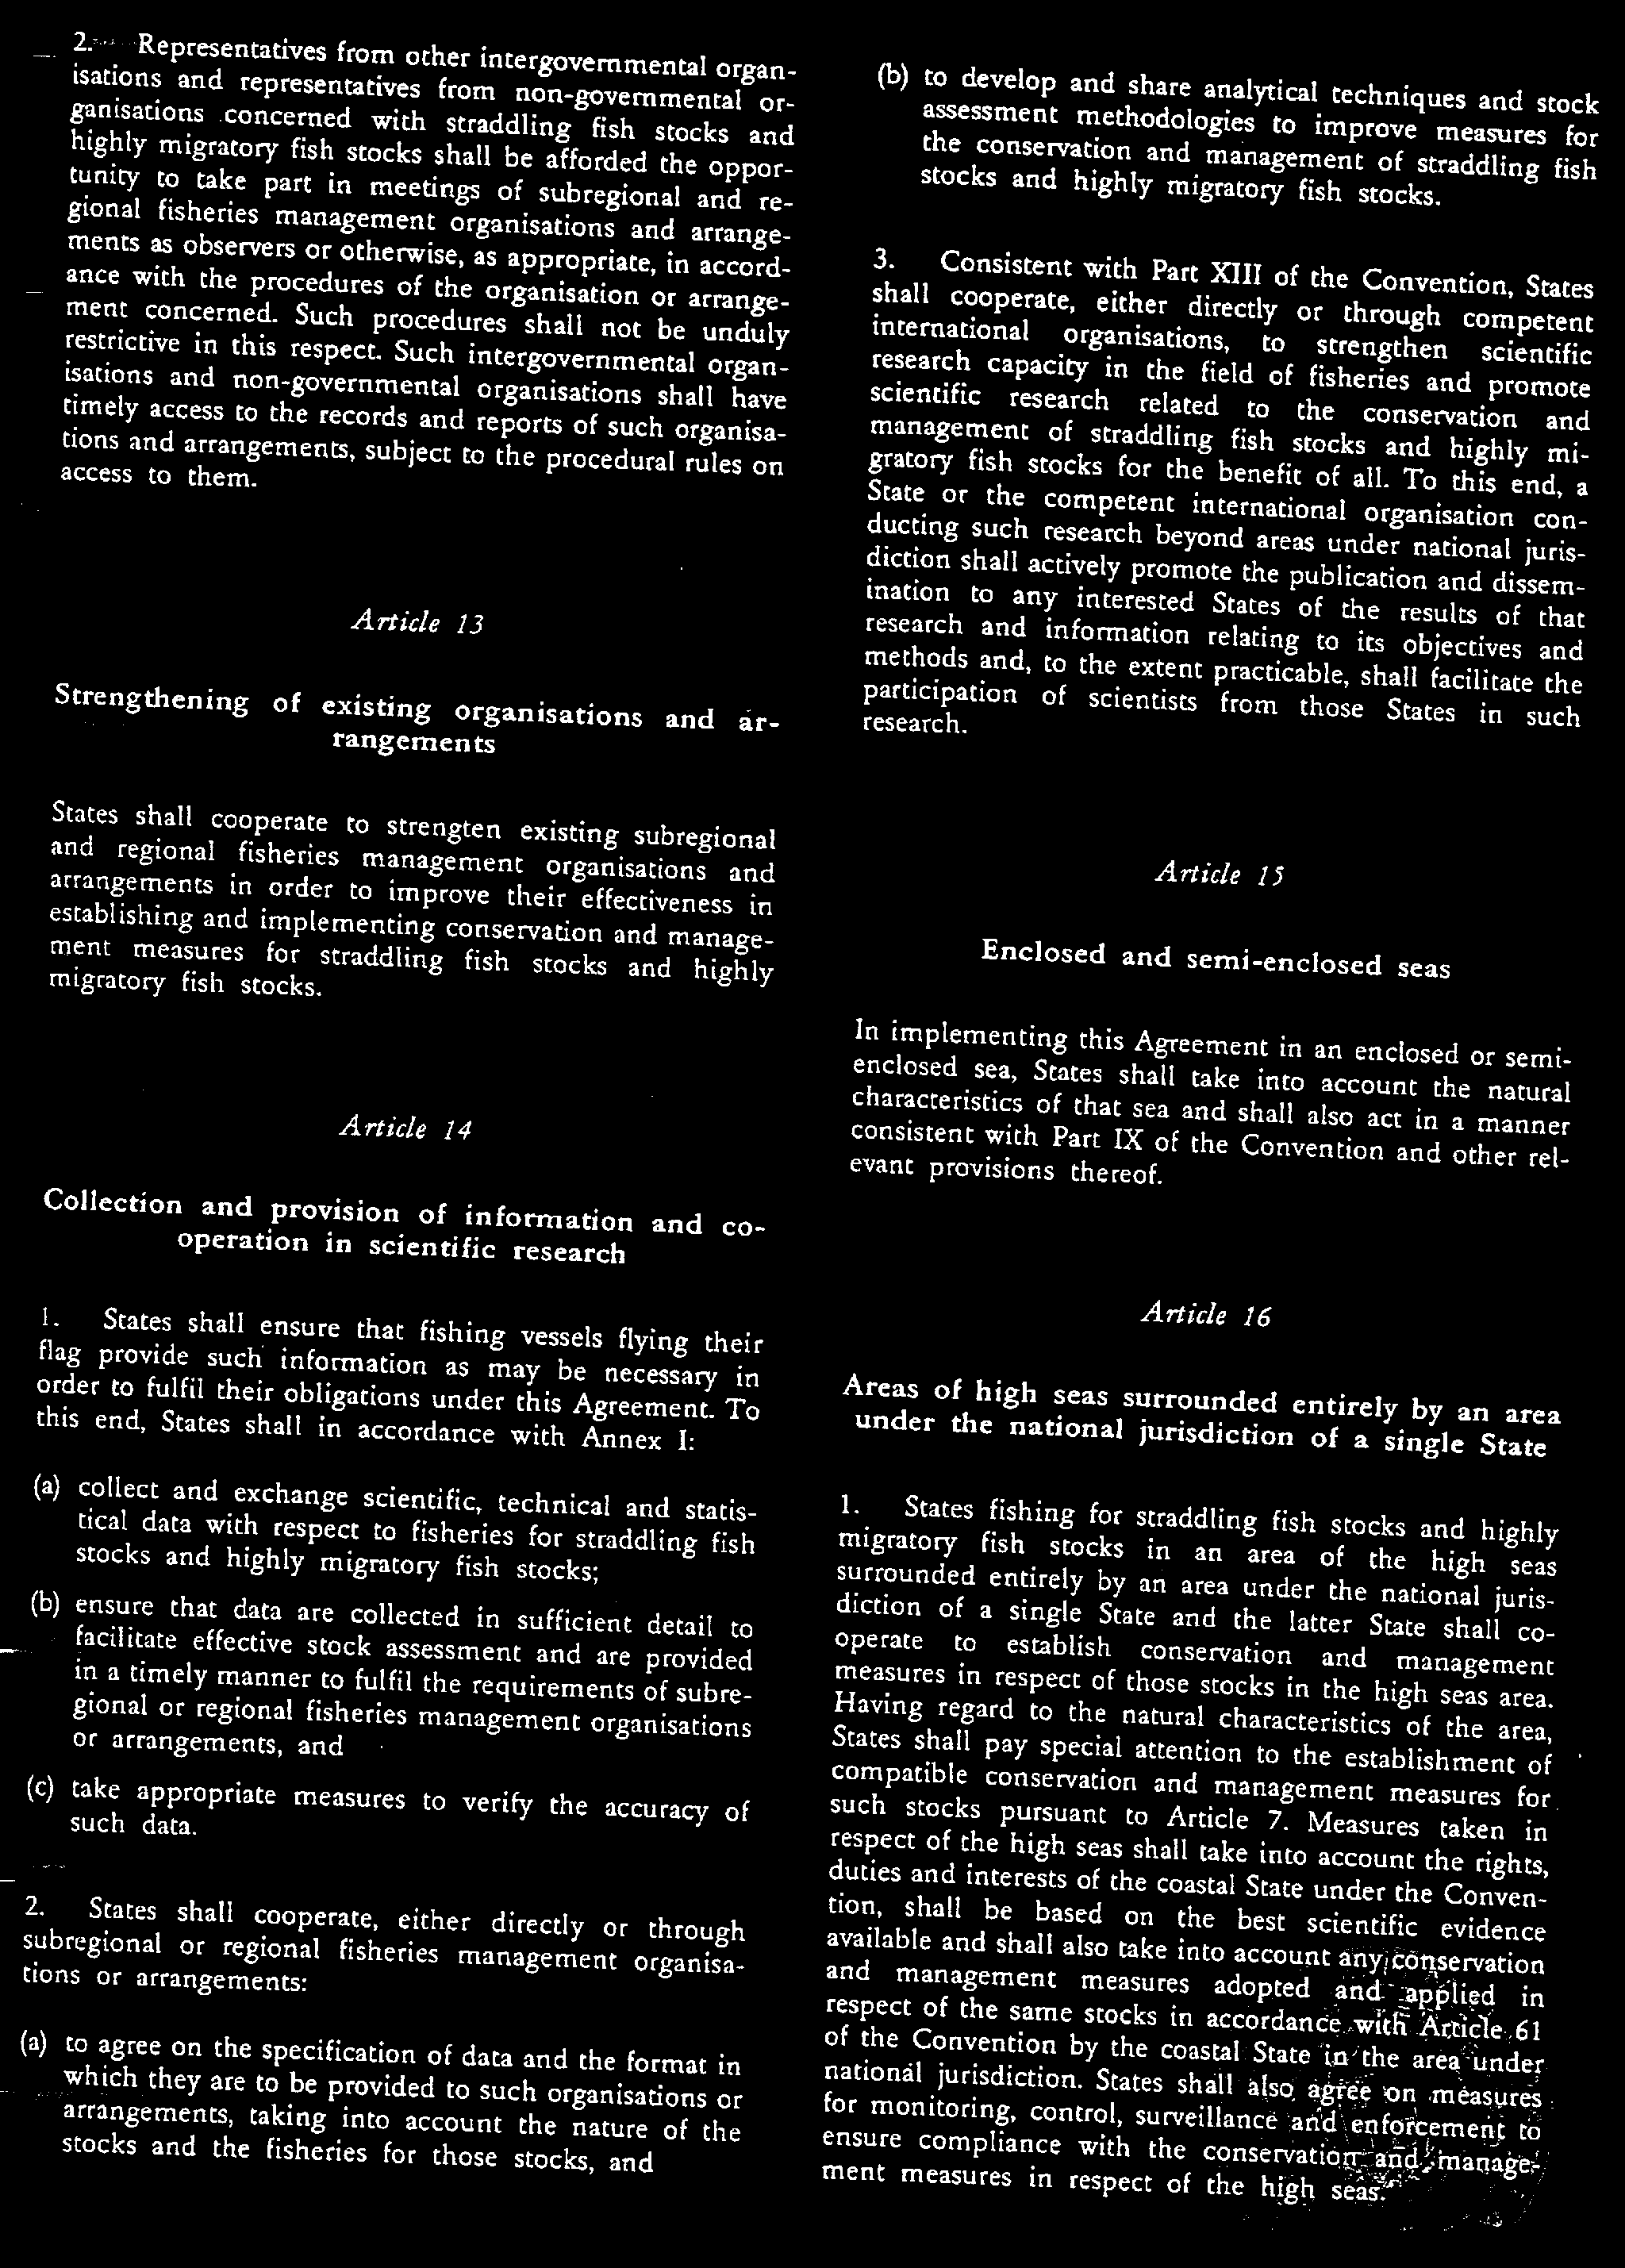 2. Representatives from other intergovernmental organ-
isations and representatives from non-governmental or-
ganisations concerned with straddling fish stocks and
highly migratory fish stocks shall be afforded the oppor-
tunity to take part in meetings of subregional and re-
gional fisheries management organisations and arrange-
ments as observers or otherwise, as appropriate, in accord-
ance with the procedures of the organisation or arrange-
ment concerned. Such procedures shall not be unduly
restrictive in this respect. Such intergovernmental organ-
isations and non-governmental organisations shall have
timely access to the records and reports of such organisa-
tions and arrangements, subject to the procedural rules on
access to them.
Article 13
Strengthening of existing organisations and ar-
rangements
States shall cooperate to strengten existing subregional
and regional fisheries management organisations and
arrangements in order to improve their effectiveness in
establishing and implementing conservation and manage-
ment measures for straddling fish stocks and highly
migratory fish stocks.
Article 14
Collection and provision of information and co-
operation in scientific research
1. States shall ensure that fishing vessels flying their
flag provide such information as may be necessary in
order to fulfil their obligations under this Agreement. To
this end, States shall in accordance with Annex I:
(a) collect and exchange scientific, technical and statis-
tical data with respect to fisheries for straddling fish
stocks and highly migratory fish stocks;
(b) ensure that data are collected in sufficient detail to
facilitate effective stock assessment and are provided
in a timely manner to fulfil the requirements of subre-
gional or regional fisheries management organisations
or arrangements, and
(c) take appropriate measures to verify the accuracy of
such data.
2. States shall cooperate, either directly or through
subregional or regional fisheries management organisa-
tions or arrangements:
(a) to agree on the specification of data and the format in
which they are to be provided to such organisations or
arrangements, taking into account the nature of the
stocks and the fisheries for those stocks, and
(b) to develop and share analytical techniques and stock
assessment methodologies to improve measures for
the conservation and management of straddling fish
stocks and highly migratory fish stocks.
3. Consistent with Part XIII of the Convention, States
shall cooperate, either directly or through competent
international organisations, to strengthen scientific
research capacity in the field of fisheries and promote
scientific research related to the conservation and
management of straddling fish stocks and highly mi-
gratory fish stocks for the benefit of all. To this end, a
State or the competent international organisation con-
ducting such research beyond areas under national juris-
diction shall actively promote the publication and dissem-
ination to any interested States of the results of that
research and information relating to its objectives and
methods and, to the extent practicable, shall facilitate the
participation of scientists from those States in such
research.
Article 15
Enclosed and semi-enclosed seas
In implementing this Agreement in an enclosed or semi-
enclosed sea, States shall take into account the natural
characteristics of that sea and shall also act in a manner
consistent with Part IX of the Convention and other rel-
evant provisions thereof.
Article 16
Areas of high seas surrounded entirely by an area
under the national jurisdiction of a single State
1. States fishing for straddling fish stocks and highly
migratory fish stocks in an area of the high seas
surrounded entirely by an area under the national juris-
diction of a single State and the latter State shall co-
operate to establish conservation and management
measures in respect of those stocks in the high seas area.
Having regard to the natural characteristics of the area,
States shall pay special attention to the establishment of
compatible conservation and management measures for
such stocks pursuant to Article 7. Measures taken in
respect of the high seas shall take into account the rights,
duties and interests of the coastal State under the Conven-
tion, shall be based on the best scientific evidence
available and shall also take into account any conservation
and management measures adopted and applied in
respect of the same stocks in accordance with Article 61
of the Convention by the coastal State in the area under
national jurisdiction. States shall also agree on measures
for monitoring, control, surveillance and enforcement to
ensure compliance with the conservation and manage-
ment measures in respect of the high seas.